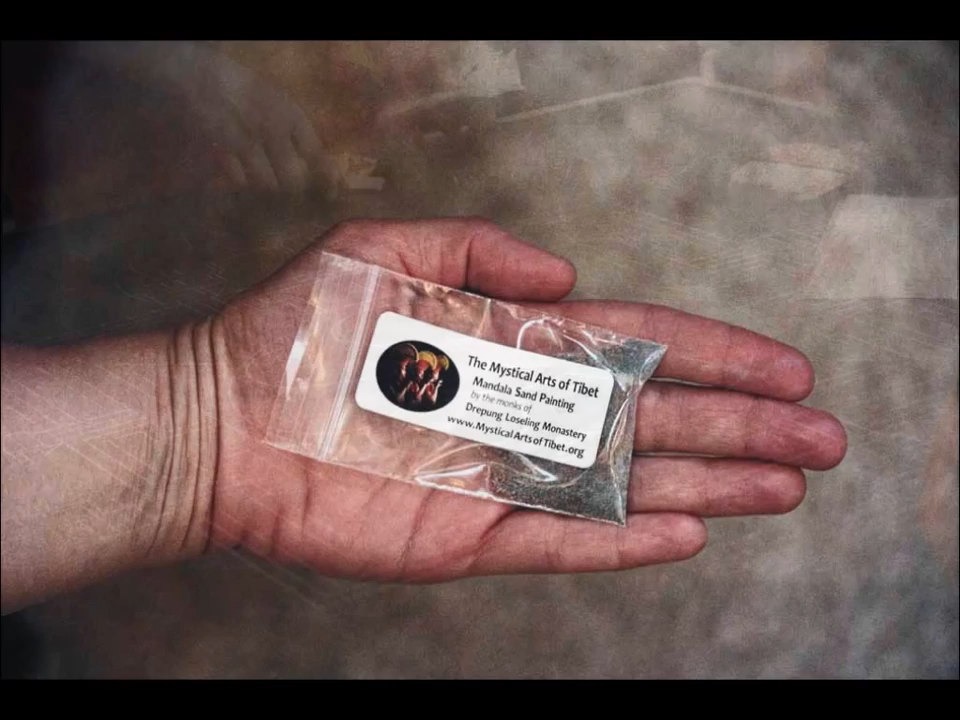 The Mystical Arts of Tibet
Mandala Sand Painting
by the monks of
Drepung Loseling Monastery
www.MysticalArtsofTibet.org